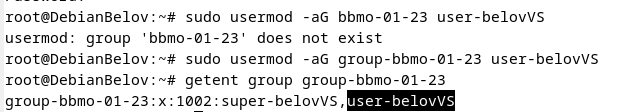 root@DebianBelov:~# sudo usermod -aG bbmo-01-23 user-belovVS
usermod: group 'bbmo-01-23' does not exist
root@DebianBelov:~# sudo usermod -aG group-bbmo-01-23 user-belovVS
root@DebianBelov:~# getent group group-bbmo-01-23
group-bbmo-01-23:x:1002:super-belovVS,user-belovVS